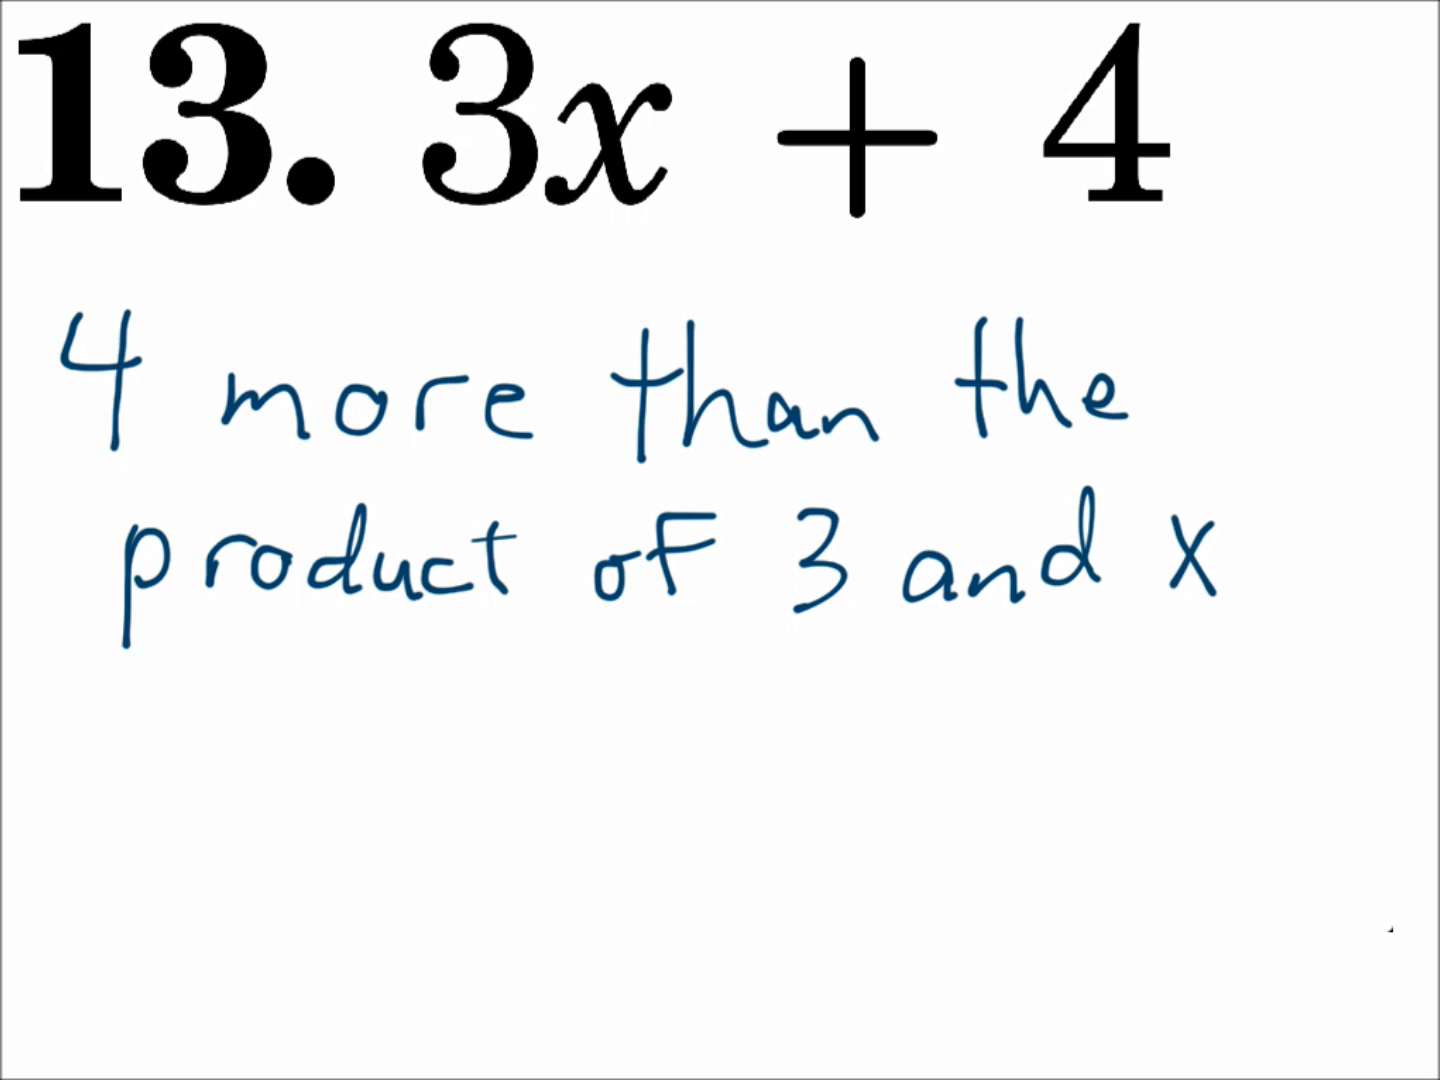 13. 3x + 4
4 more than the
product of 3 and x